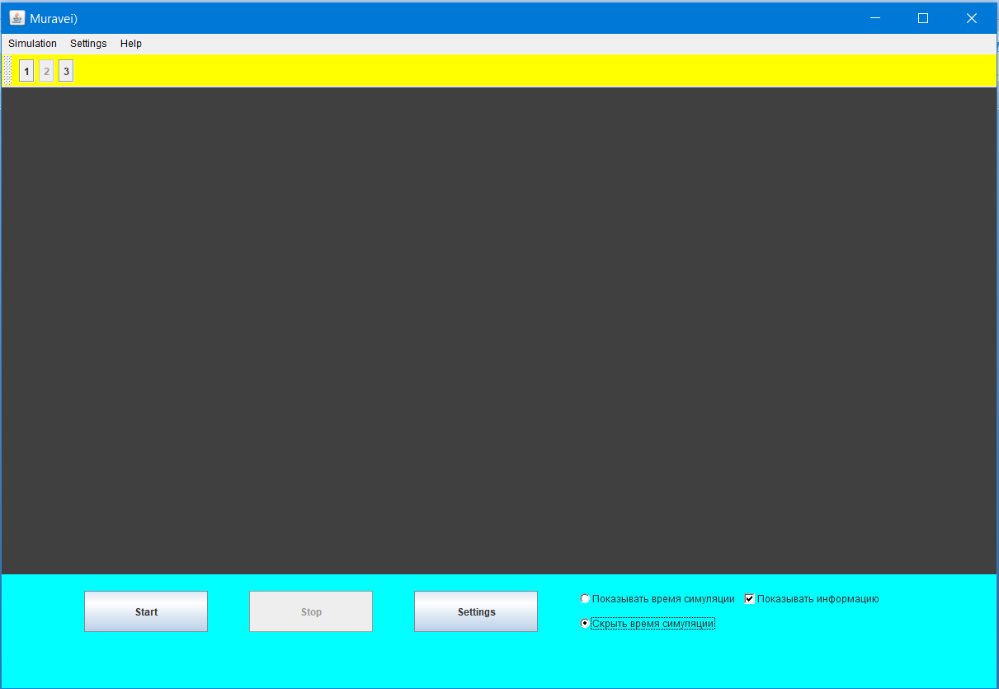 Muravei)
Simulation Settings Help
1 2 3
Start Stop Settings
Показывать время симуляции Показывать информацию
Скрыть время симуляции